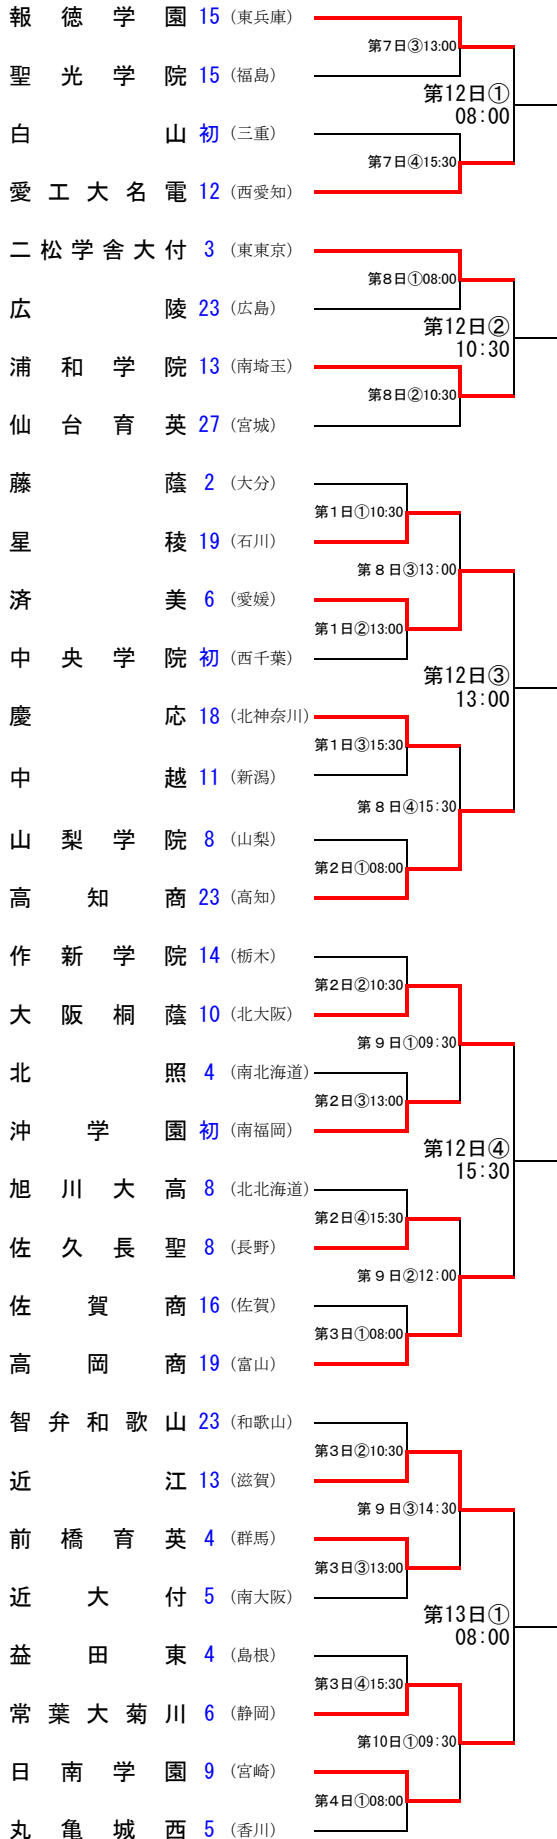 報徳学園 15 (東兵庫)
第7日③13:00
聖光学院 15 (福島)
第12日①
08:00
白山 初 (三重)
第7日④15:30
愛工大名電 12 (西愛知)
二松学舎大付 3 (東東京)
第8日①08:00
広陵 23 (広島)
第12日②
10:30
浦和学院 13 (南埼玉)
第8日②10:30
仙台育英 27 (宮城)
藤蔭 2 (大分)
第1日①10:30
星稜 19 (石川)
第8日③13:00
済美 6 (愛媛)
第1日②13:00
中央学院 初 (西千葉)
第12日③
13:00
慶応 18 (北神奈川)
第1日③15:30
中越 11 (新潟)
第8日④15:30
山梨学院 8 (山梨)
第2日①08:00
高知商 23 (高知)
作新学院 14 (栃木)
第2日②10:30
大阪桐蔭 10 (北大阪)
第9日①09:30
北照 4 (南北海道)
第2日③13:00
沖学園 初 (南福岡)
第12日④
15:30
旭川大高 8 (北北海道)
第2日④15:30
佐久長聖 8 (長野)
第9日②12:00
佐賀商 16 (佐賀)
第3日①08:00
高岡商 19 (富山)
智弁和歌山 23 (和歌山)
第3日②10:30
近江 13 (滋賀)
第9日③14:30
前橋育英 4 (群馬)
第3日③13:00
近大付 5 (南大阪)
第13日①
08:00
益田東 4 (島根)
第3日④15:30
常葉大菊川 6 (静岡)
第10日①09:30
日南学園 9 (宮崎)
第4日①08:00
丸亀城西 5 (香川)